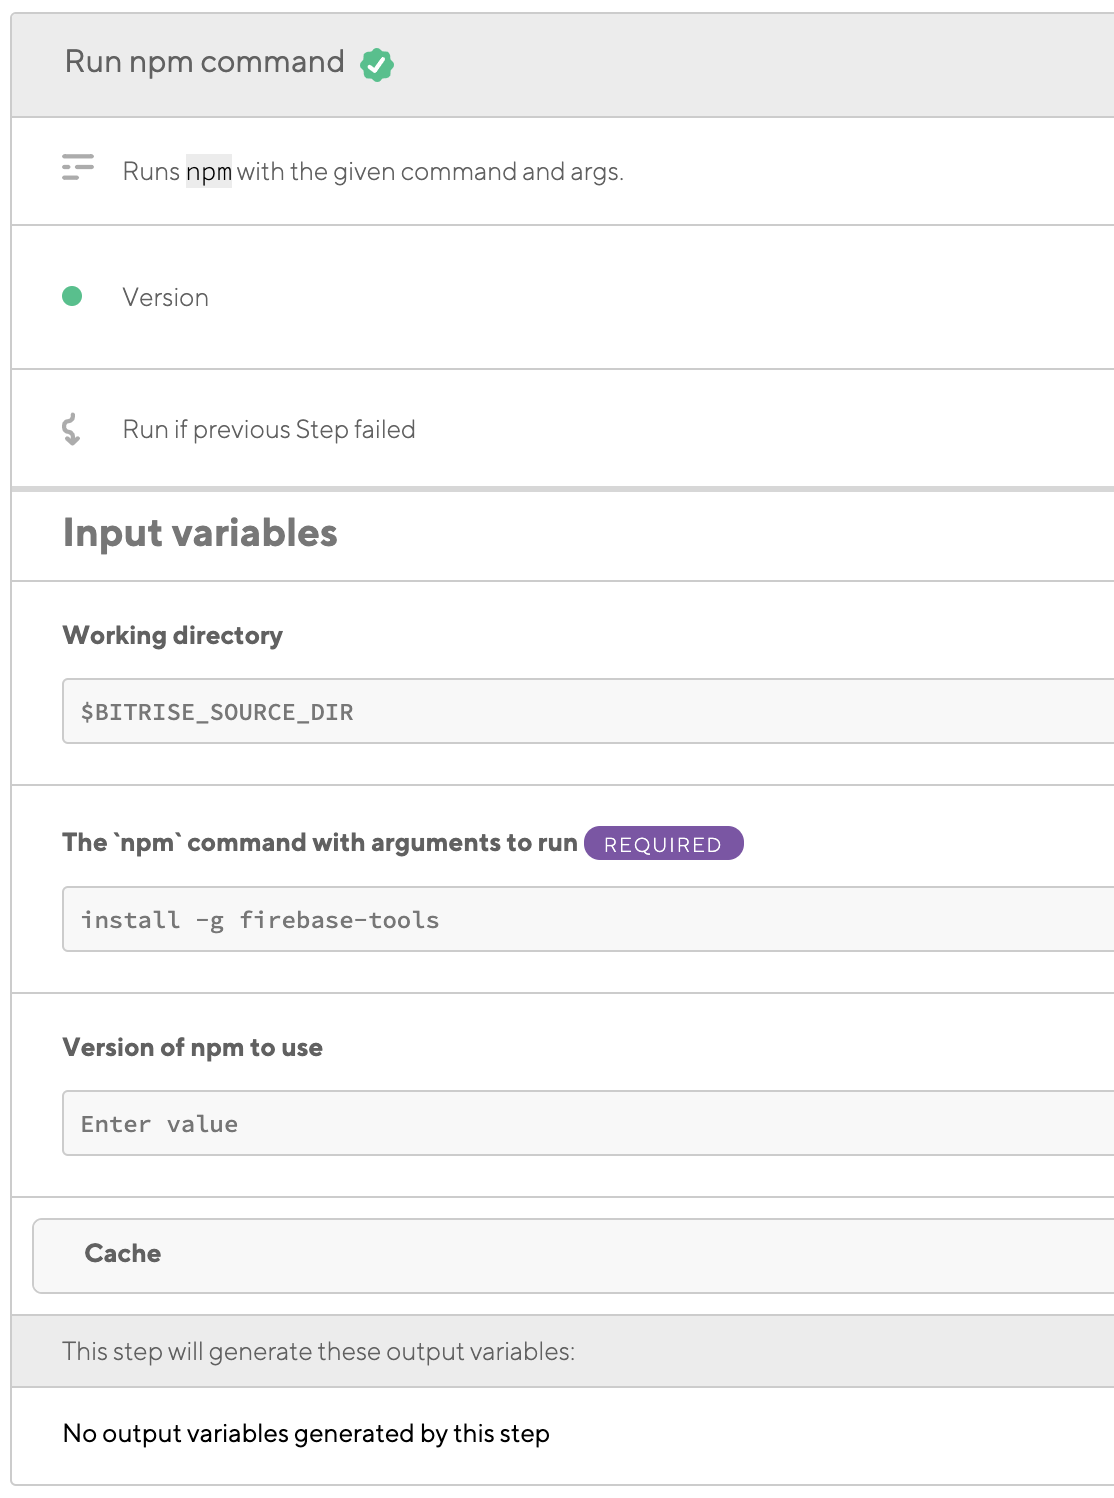 Run npm command
Runs npm with the given command and args.
Version
Run if previous Step failed
Input variables
Working directory
$BITRISE_SOURCE_DIR
The `npm` command with arguments to run REQUIRED
install -g firebase-tools
Version of npm to use
Enter value
Cache
This step will generate these output variables:
No output variables generated by this step